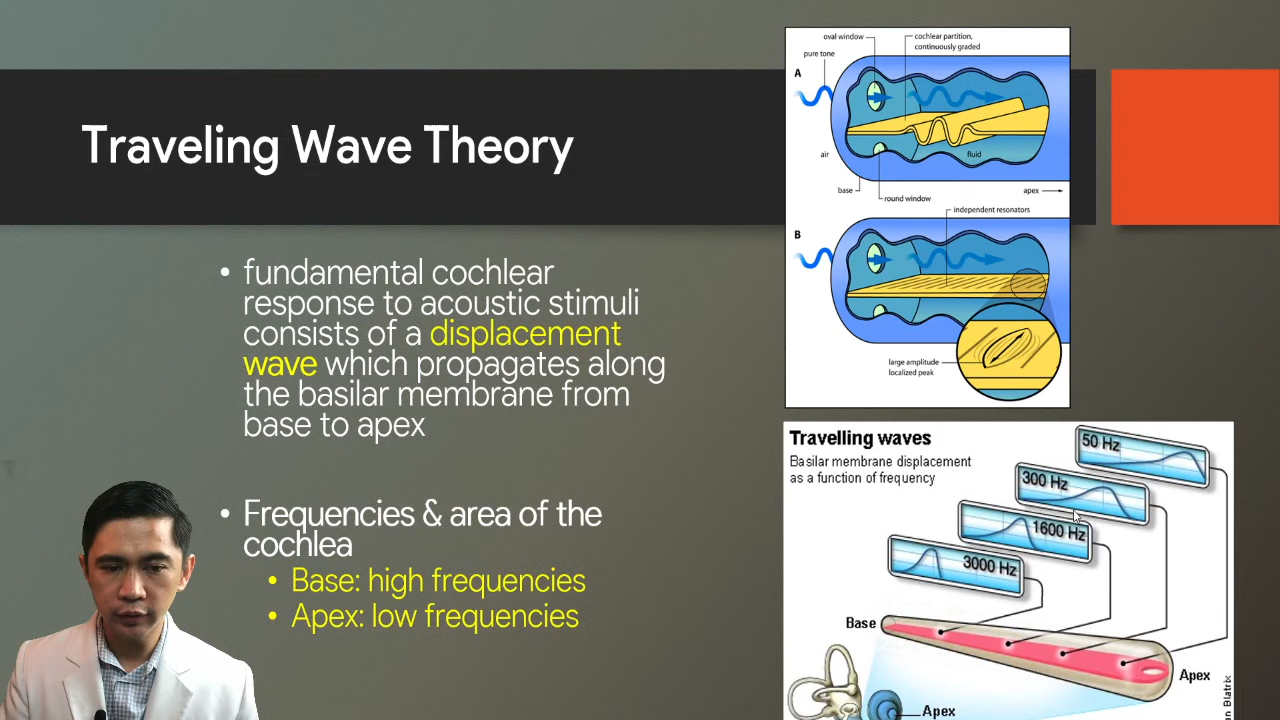 Traveling Wave Theory
• fundamental cochlear
response to acoustic stimuli
consists of a displacement
wave which propagates along
the basilar membrane from
base to apex
• Frequencies & area of the
cochlea
• Base: high frequencies
• Apex: low frequencies
oval window
cochlear partition,
continuously graded
pure tone
A
air
fluid
base
apex
round window
independent resonators
B
large amplitude
localized peak
Travelling waves
Basilar membrane displacement
as a function of frequency
50 Hz
300 Hz
1600 Hz
3000 Hz
Base
Apex
Apex
Blatrix